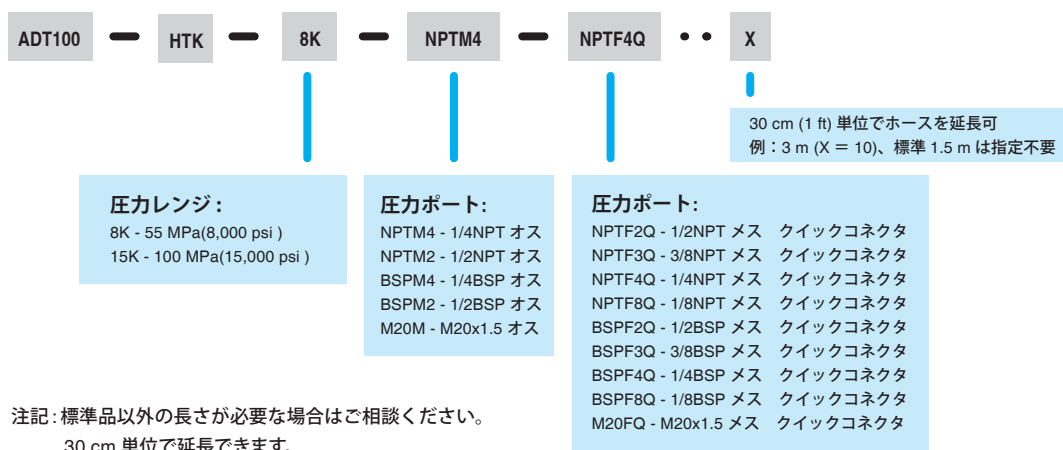 ADT100 — HTK — 8K — NPTM4 — NPTF4Q ・・ X
30 cm (1 ft) 単位でホースを延長可
例：3 m (X ＝ 10)、標準 1.5 m は指定不要
圧力レンジ :
8K - 55 MPa(8,000 psi )
15K - 100 MPa(15,000 psi )
圧力ポート:
NPTM4 - 1/4NPT オス
NPTM2 - 1/2NPT オス
BSPM4 - 1/4BSP オス
BSPM2 - 1/2BSP オス
M20M - M20x1.5 オス
圧力ポート:
NPTF2Q - 1/2NPT メス　クイックコネクタ
NPTF3Q - 3/8NPT メス　クイックコネクタ
NPTF4Q - 1/4NPT メス　クイックコネクタ
NPTF8Q - 1/8NPT メス　クイックコネクタ
BSPF2Q - 1/2BSP メス　クイックコネクタ
BSPF3Q - 3/8BSP メス　クイックコネクタ
BSPF4Q - 1/4BSP メス　クイックコネクタ
BSPF8Q - 1/8BSP メス　クイックコネクタ
M20FQ - M20x1.5 メス　クイックコネクタ
注記 : 標準品以外の長さが必要な場合はご相談ください。
30 cm 単位で延長できます。